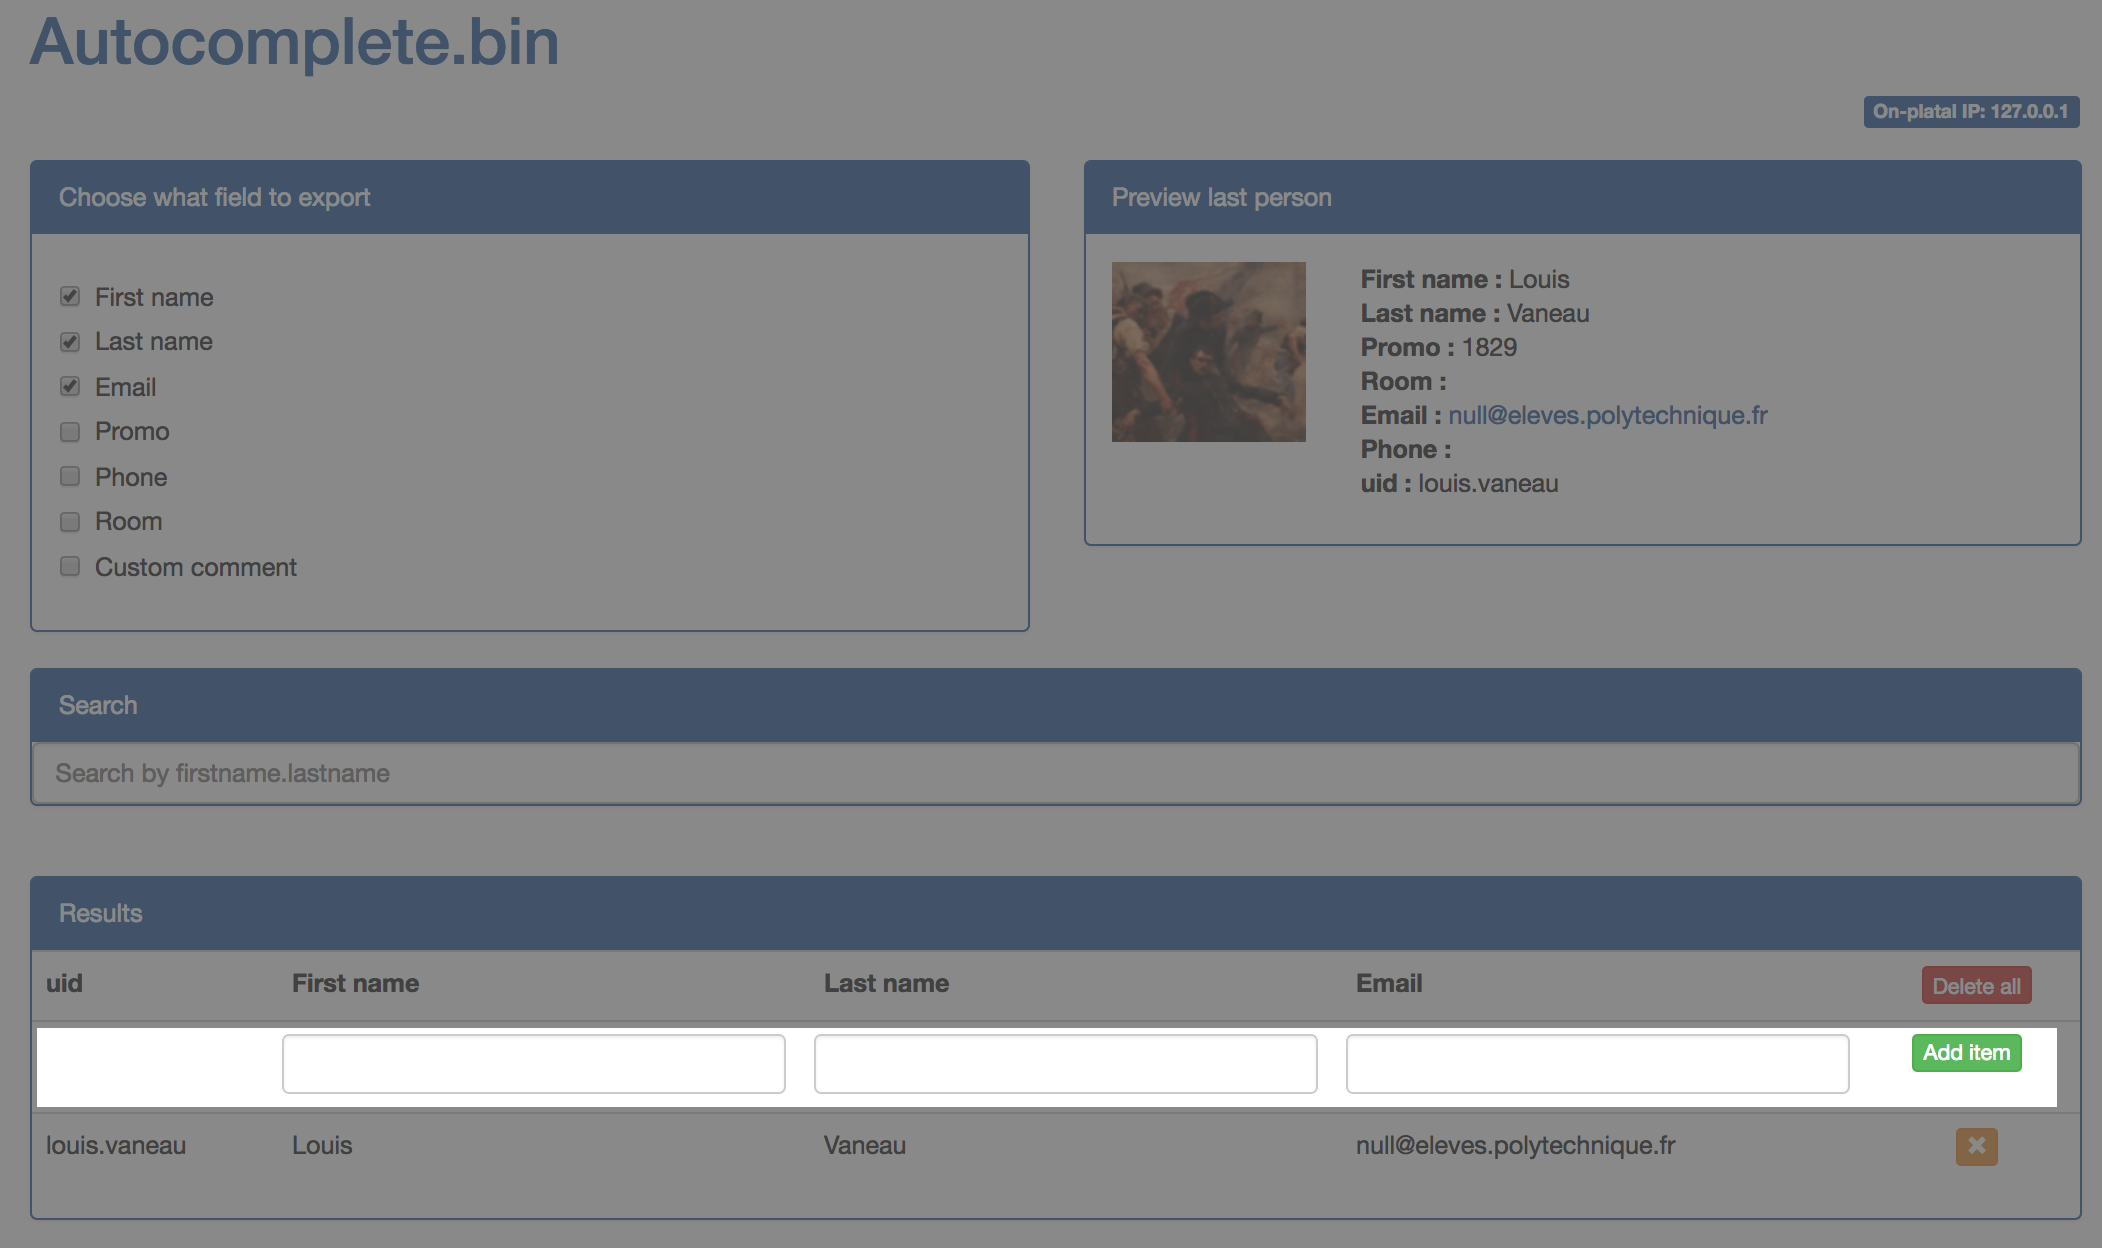 Autocomplete.bin
On-platal IP: 127.0.0.1
Choose what field to export
First name
Last name
Email
Promo
Phone
Room
Custom comment
Preview last person
First name : Louis
Last name : Vaneau
Promo : 1829
Room :
Email : null@eleves.polytechnique.fr
Phone :
uid : louis.vaneau
Search
Search by firstname.lastname
Results
uid First name Last name Email Delete all
Add item
louis.vaneau Louis Vaneau null@eleves.polytechnique.fr